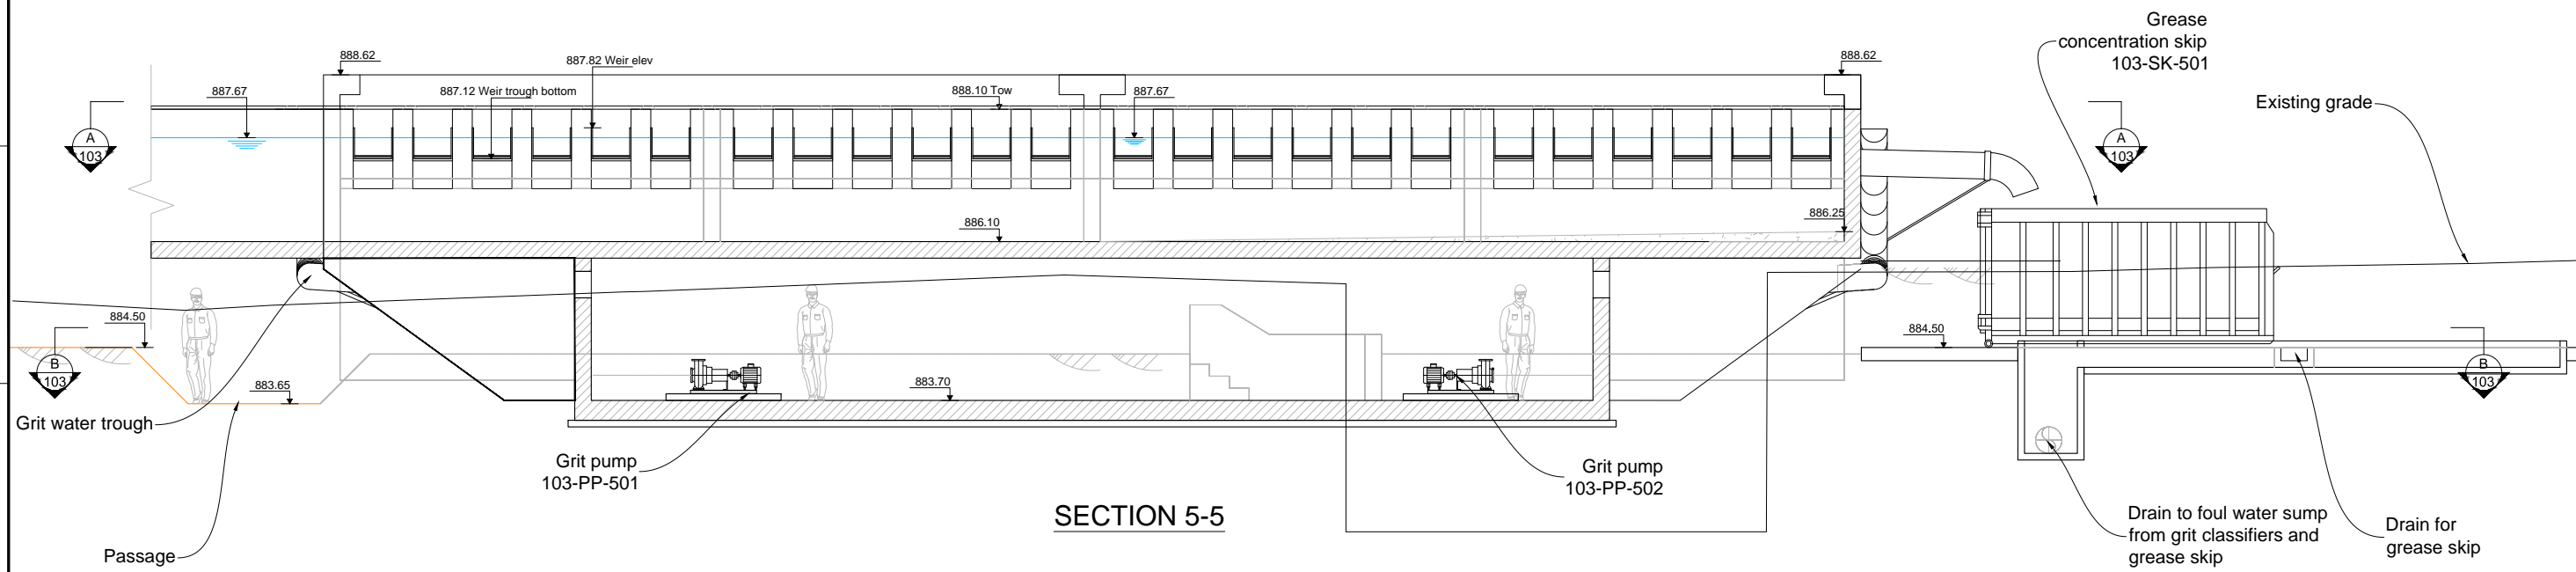 Grease
concentration skip
103-SK-501
888.62
887.82 Weir elev
888.62
887.67
887.12 Weir trough bottom
888.10 Tow
887.67
Existing grade
A
103
A
103
886.10
886.25
884.50
884.50
B
103
B
103
883.65
883.70
Grit water trough
Grit pump
103-PP-501
Grit pump
103-PP-502
SECTION 5-5
Passage
Drain to foul water sump
from grit classifiers and
grease skip
Drain for
grease skip